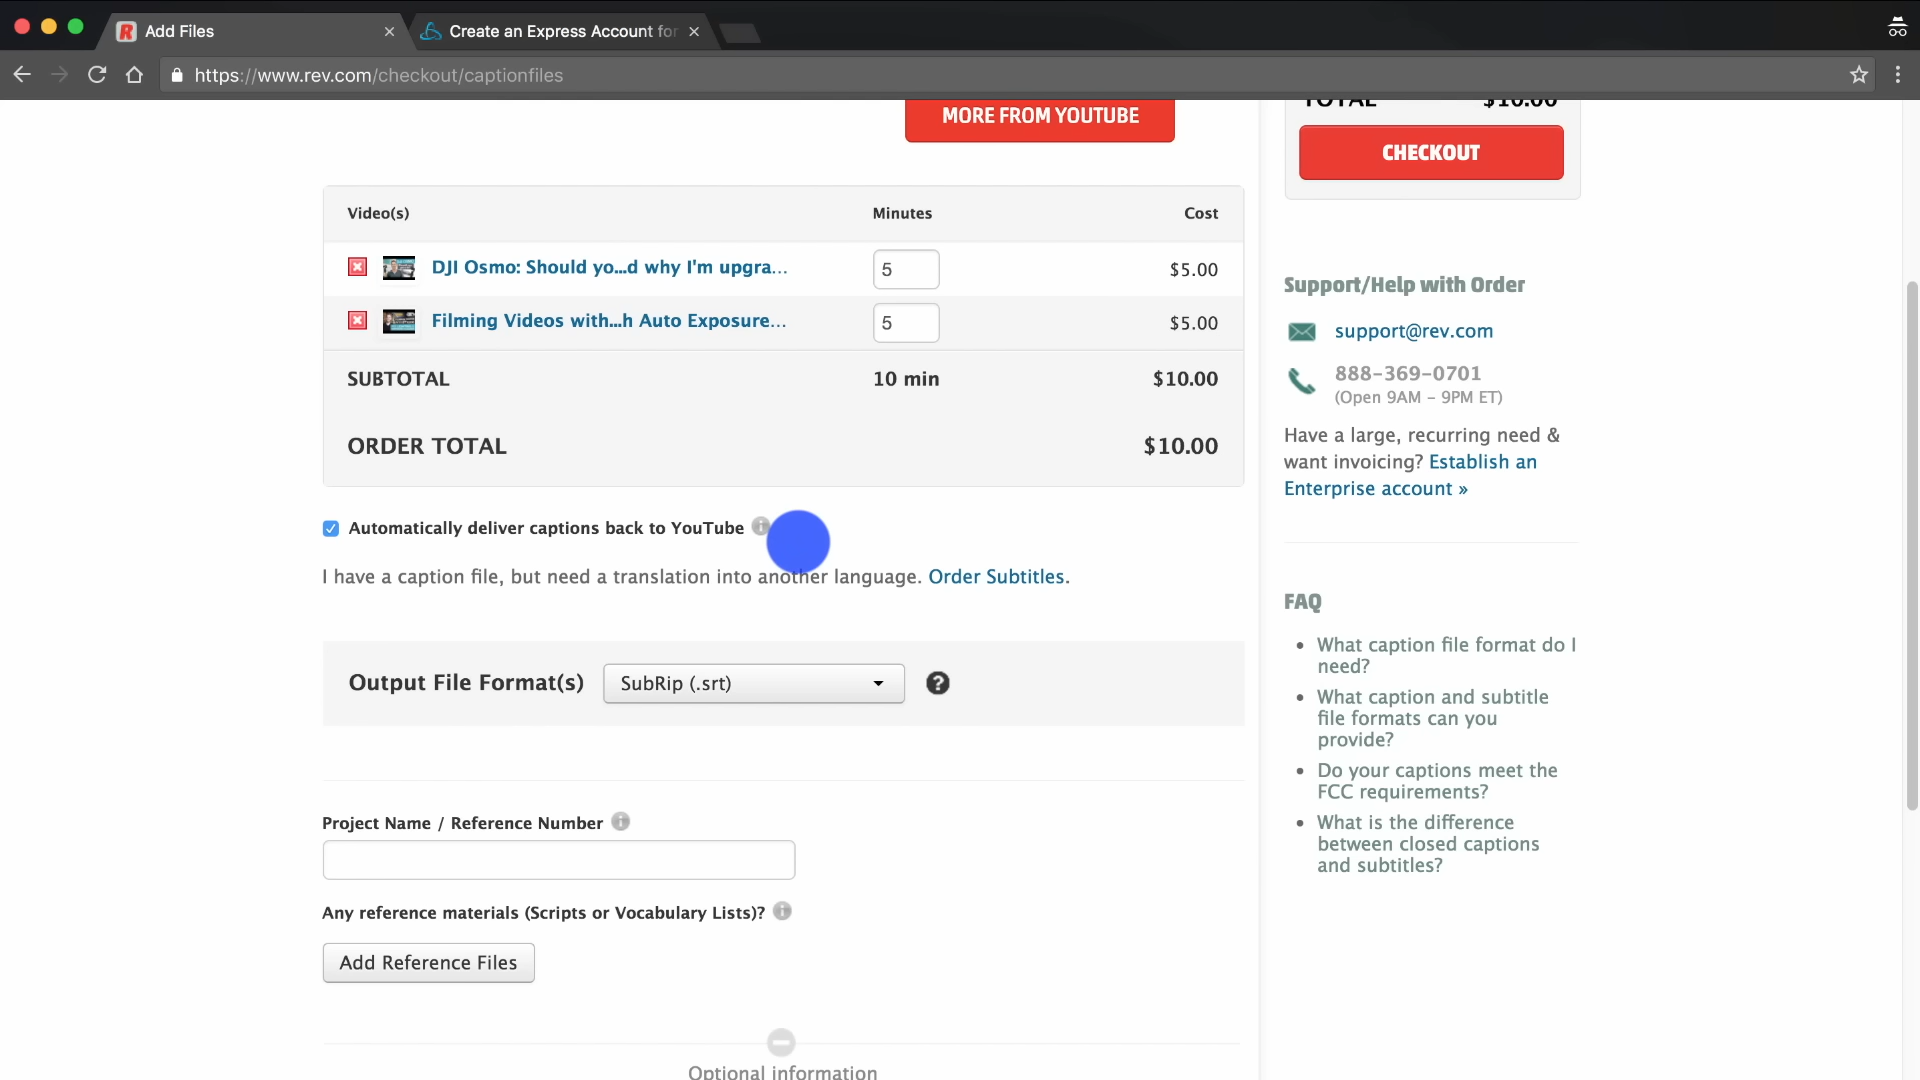 Add Files
Create an Express Account for
https://www.rev.com/checkout/captionfiles
MORE FROM YOUTUBE
TOTAL $10.00
CHECKOUT
Video(s) Minutes Cost
DJI Osmo: Should yo...d why I'm upgra... 5 $5.00
Filming Videos with...h Auto Exposure... 5 $5.00
SUBTOTAL 10 min $10.00
ORDER TOTAL $10.00
Automatically deliver captions back to YouTube
I have a caption file, but need a translation into another language. Order Subtitles.
Output File Format(s) SubRip (.srt)
Project Name / Reference Number
Any reference materials (Scripts or Vocabulary Lists)?
Add Reference Files
Optional information
Support/Help with Order
support@rev.com
888-369-0701
(Open 9AM - 9PM ET)
Have a large, recurring need &
want invoicing? Establish an
Enterprise account »
FAQ
What caption file format do I
need?
What caption and subtitle
file formats can you
provide?
Do your captions meet the
FCC requirements?
What is the difference
between closed captions
and subtitles?